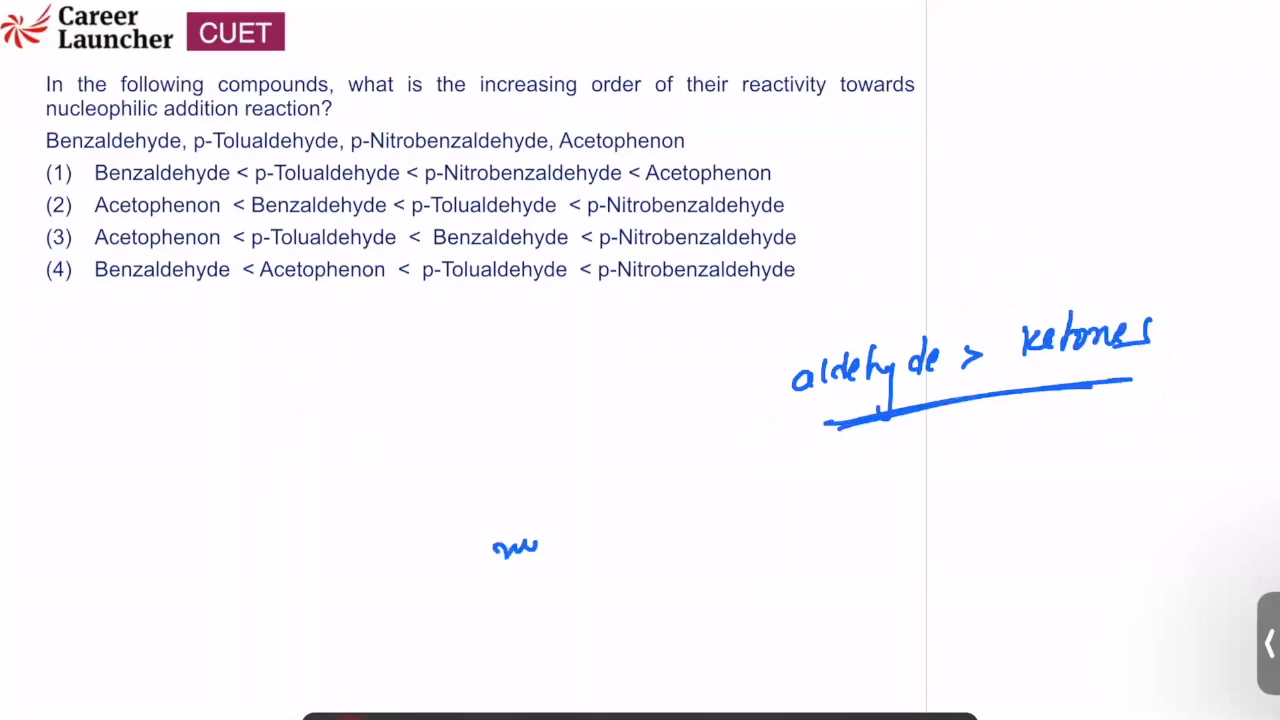 Career
Launcher
CUET
In the following compounds, what is the increasing order of their reactivity towards
nucleophilic addition reaction?
Benzaldehyde, p-Tolualdehyde, p-Nitrobenzaldehyde, Acetophenon
(1) Benzaldehyde < p-Tolualdehyde < p-Nitrobenzaldehyde < Acetophenon
(2) Acetophenon < Benzaldehyde < p-Tolualdehyde < p-Nitrobenzaldehyde
(3) Acetophenon < p-Tolualdehyde < Benzaldehyde < p-Nitrobenzaldehyde
(4) Benzaldehyde < Acetophenon < p-Tolualdehyde < p-Nitrobenzaldehyde
aldehyde > ketones